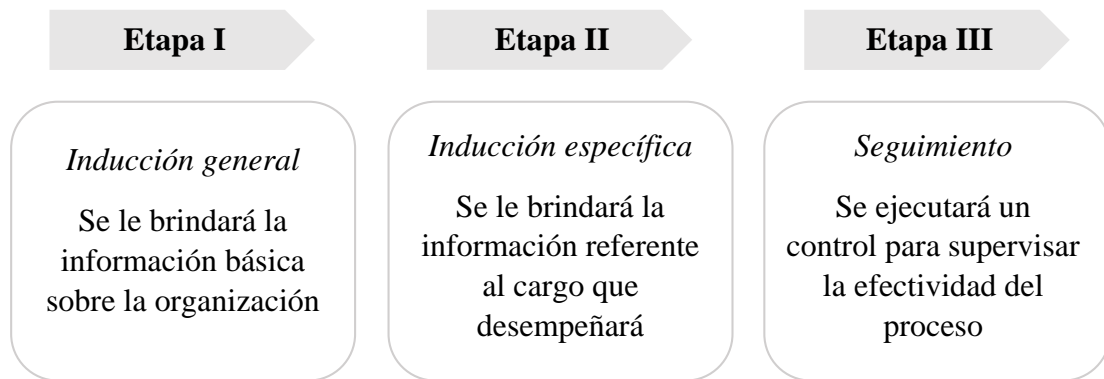 Etapa I
Etapa II
Etapa III
Inducción general
Se le brindará la
información básica
sobre la organización
Inducción específica
Se le brindará la
información referente
al cargo que
desempeñará
Seguimiento
Se ejecutará un
control para supervisar
la efectividad del
proceso